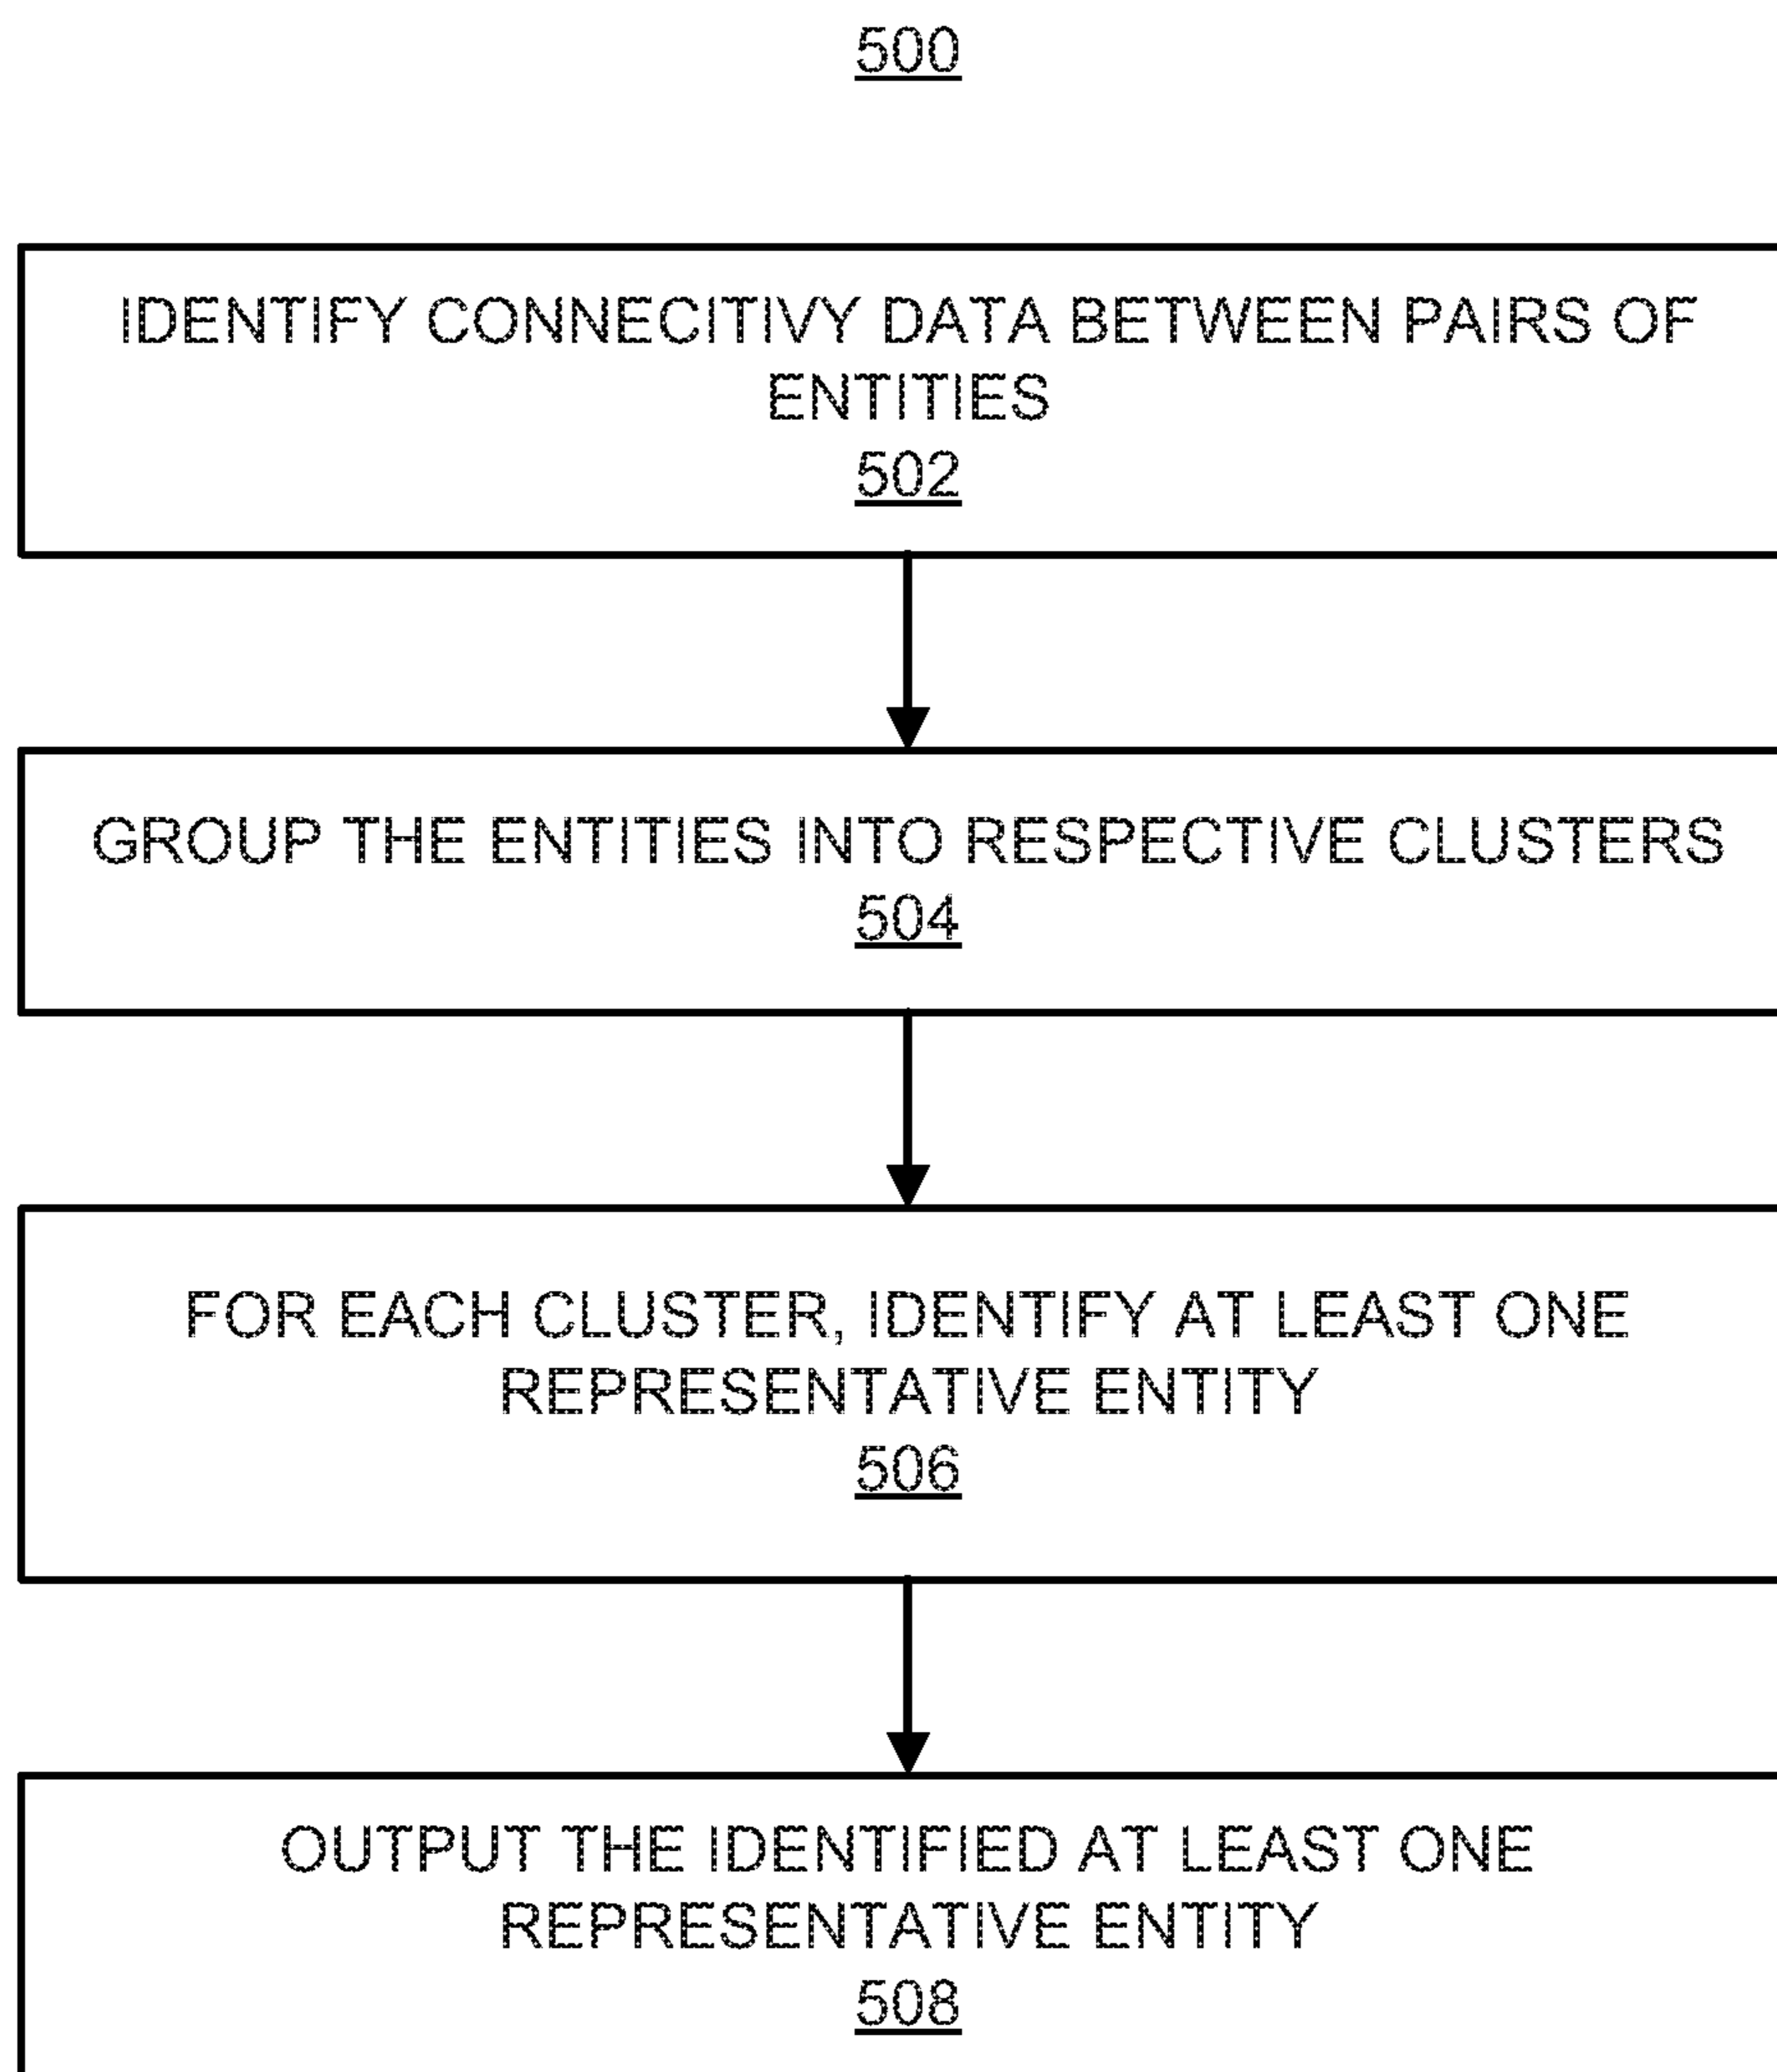 500
IDENTIFY CONNECITIVY DATA BETWEEN PAIRS OF
ENTITIES
502
GROUP THE ENTITIES INTO RESPECTIVE CLUSTERS
504
FOR EACH CLUSTER, IDENTIFY AT LEAST ONE
REPRESENTATIVE ENTITY
506
OUTPUT THE IDENTIFIED AT LEAST ONE
REPRESENTATIVE ENTITY
508